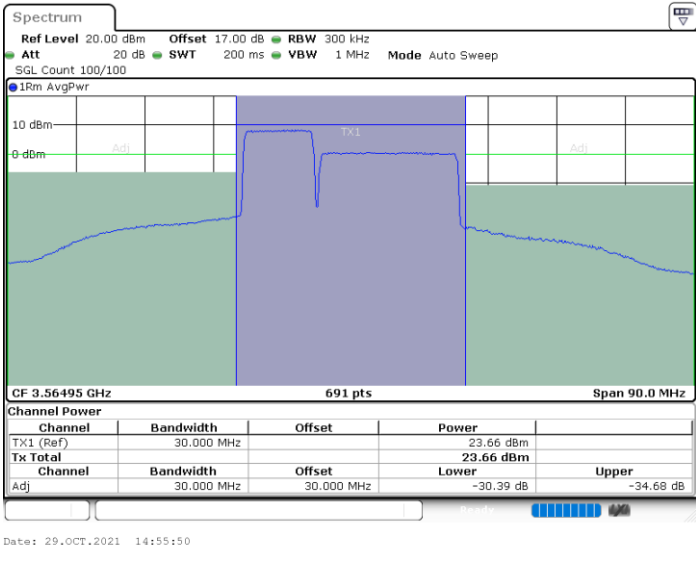 Spectrum
Ref Level 20.00 dBm Offset 17.00 dB RBW 300 kHz
Att 20 dB SWT 200 ms VBW 1 MHz Mode Auto Sweep
SGL Count 100/100
1Rm AvgPwr
10 dBm
TX1
0 dBm
Adj
Adj
CF 3.56495 GHz 691 pts Span 90.0 MHz
Channel Power
Channel Bandwidth Offset Power
TX1 (Ref) 30.000 MHz 23.66 dBm
Tx Total 23.66 dBm
Channel Bandwidth Offset Lower Upper
Adj 30.000 MHz 30.000 MHz -30.39 dB -34.68 dB
Ready
Date: 29.OCT.2021 14:55:50